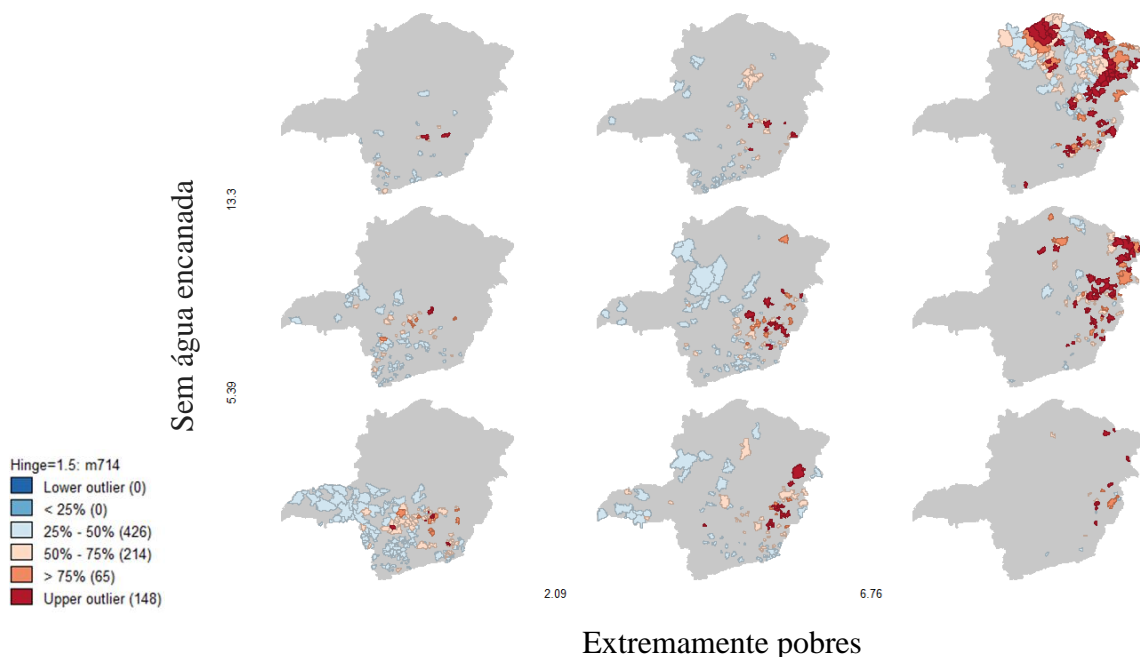 Sem água encanada
13.3
5.39
Hinge=1.5: m714
Lower outlier (0)
< 25% (0)
25% - 50% (426)
50% - 75% (214)
> 75% (65)
Upper outlier (148)
2.09
6.76
Extremamente pobres